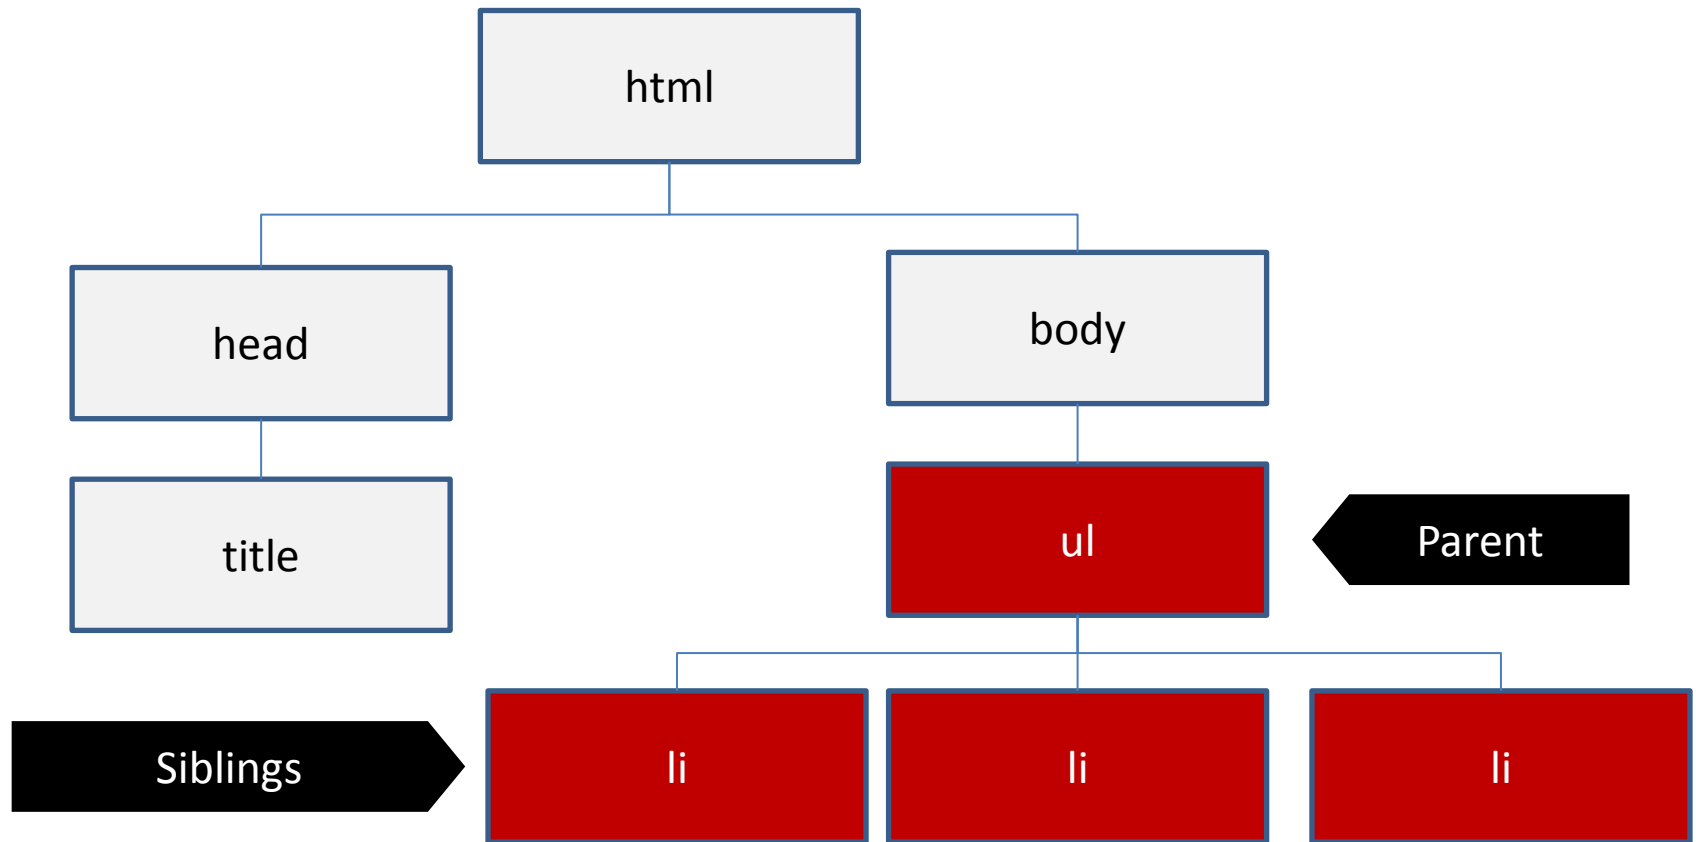 html
head
body
title
ul
Parent
Siblings
li
li
li